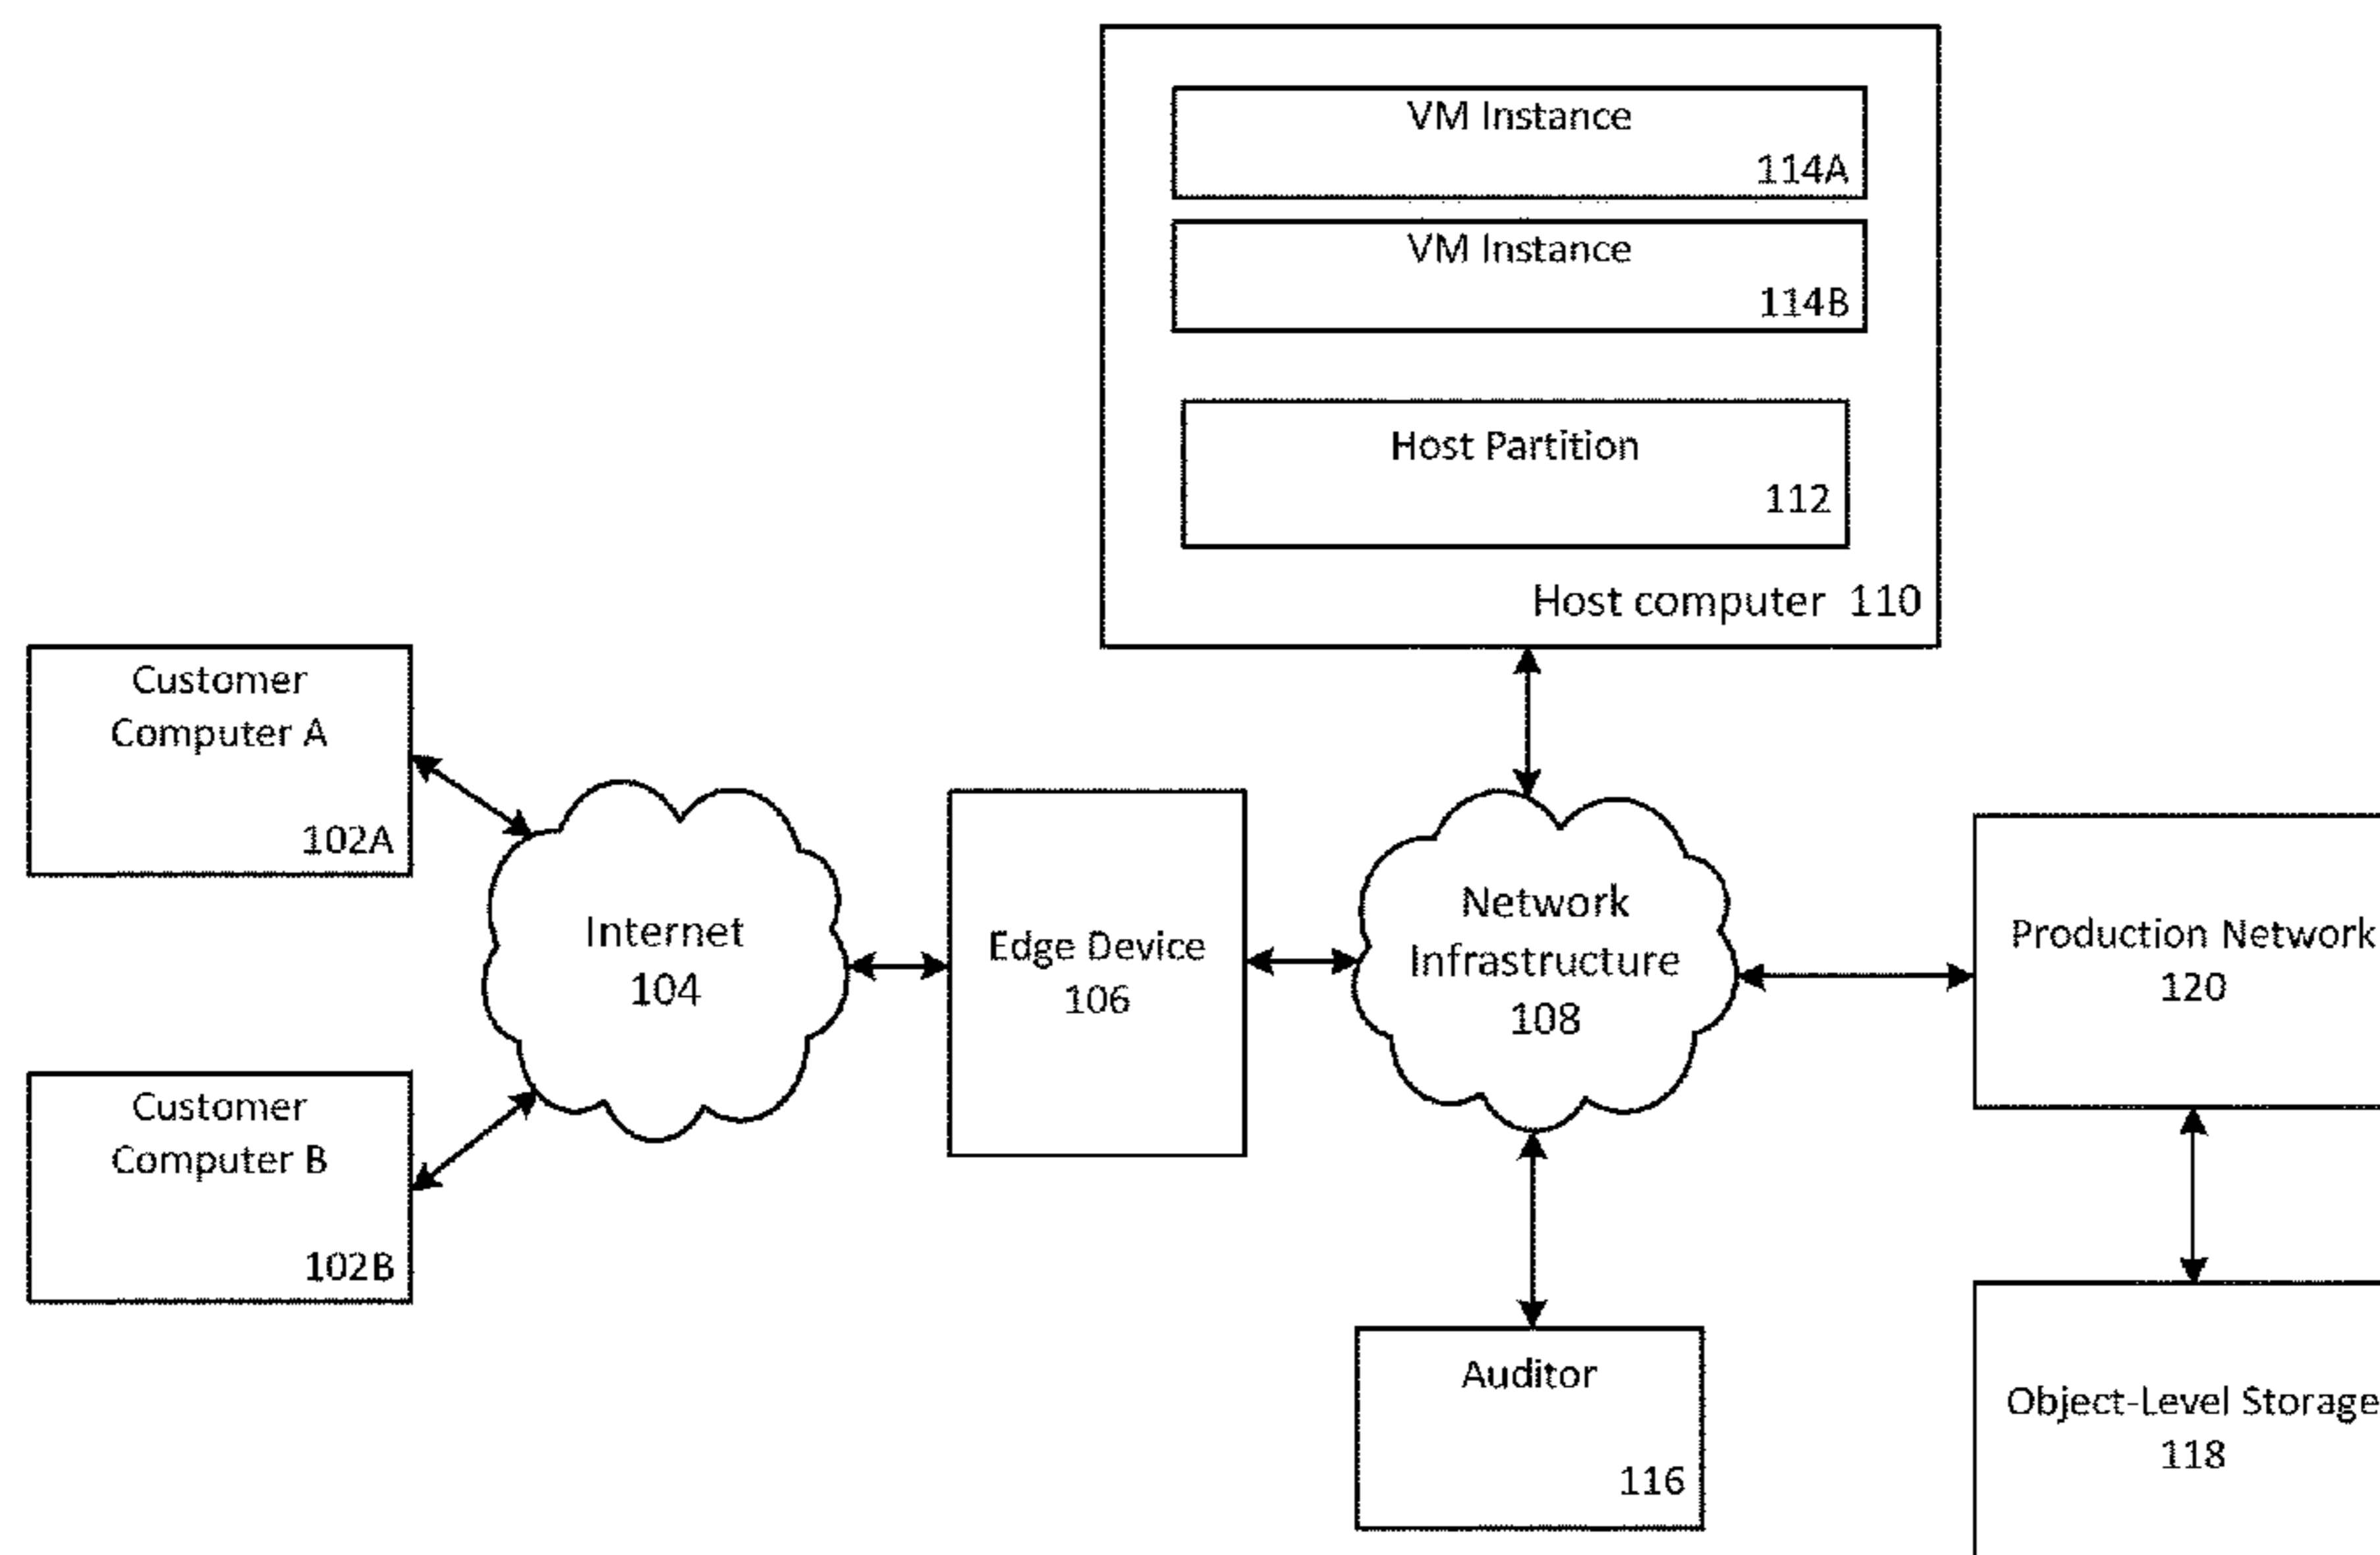 VM Instance
114A
VM Instance
114B
Host Partition
112
Host computer 110
Customer
Computer A
102A
Internet
104
Edge Device
106
Network
Infrastructure
108
Production Network
120
Customer
Computer B
102B
Auditor
116
Object-Level Storage
118